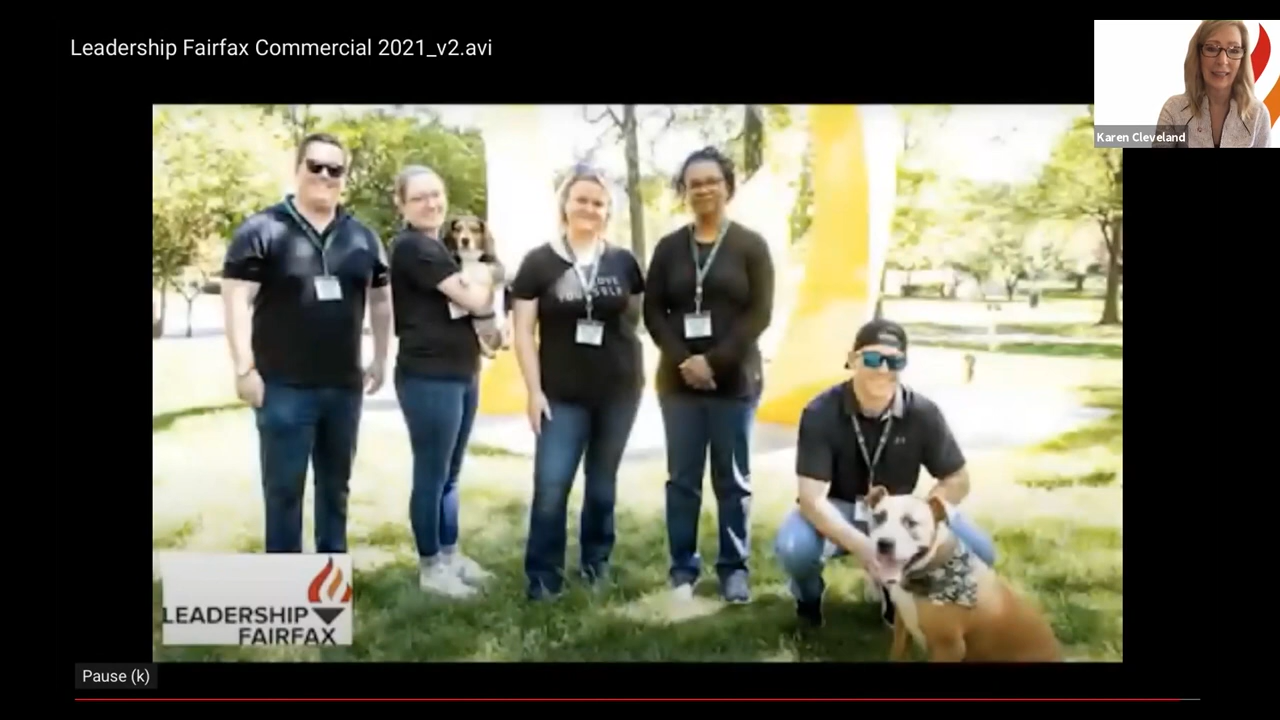 Leadership Fairfax Commercial 2021_v2.avi
Karen Cleveland
LEADERSHIP
FAIRFAX
Pause (k)